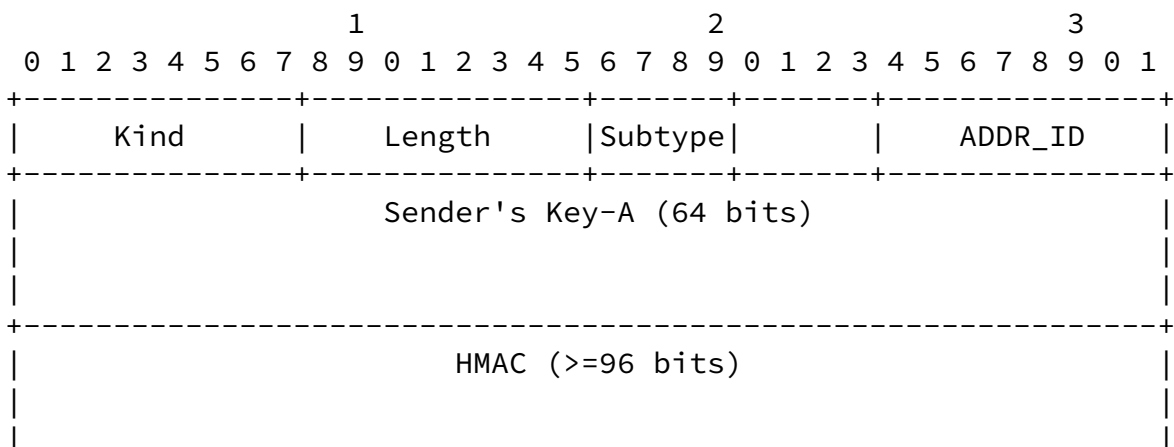 1 2 3
0 1 2 3 4 5 6 7 8 9 0 1 2 3 4 5 6 7 8 9 0 1 2 3 4 5 6 7 8 9 0 1
+---------------+---------------+-------+-------+---------------+
| Kind | Length |Subtype| | ADDR_ID |
+---------------+---------------+-------+-------+---------------+
| Sender's Key-A (64 bits) |
| |
| |
+---------------------------------------------------------------+
| HMAC (>=96 bits) |
| |
| |